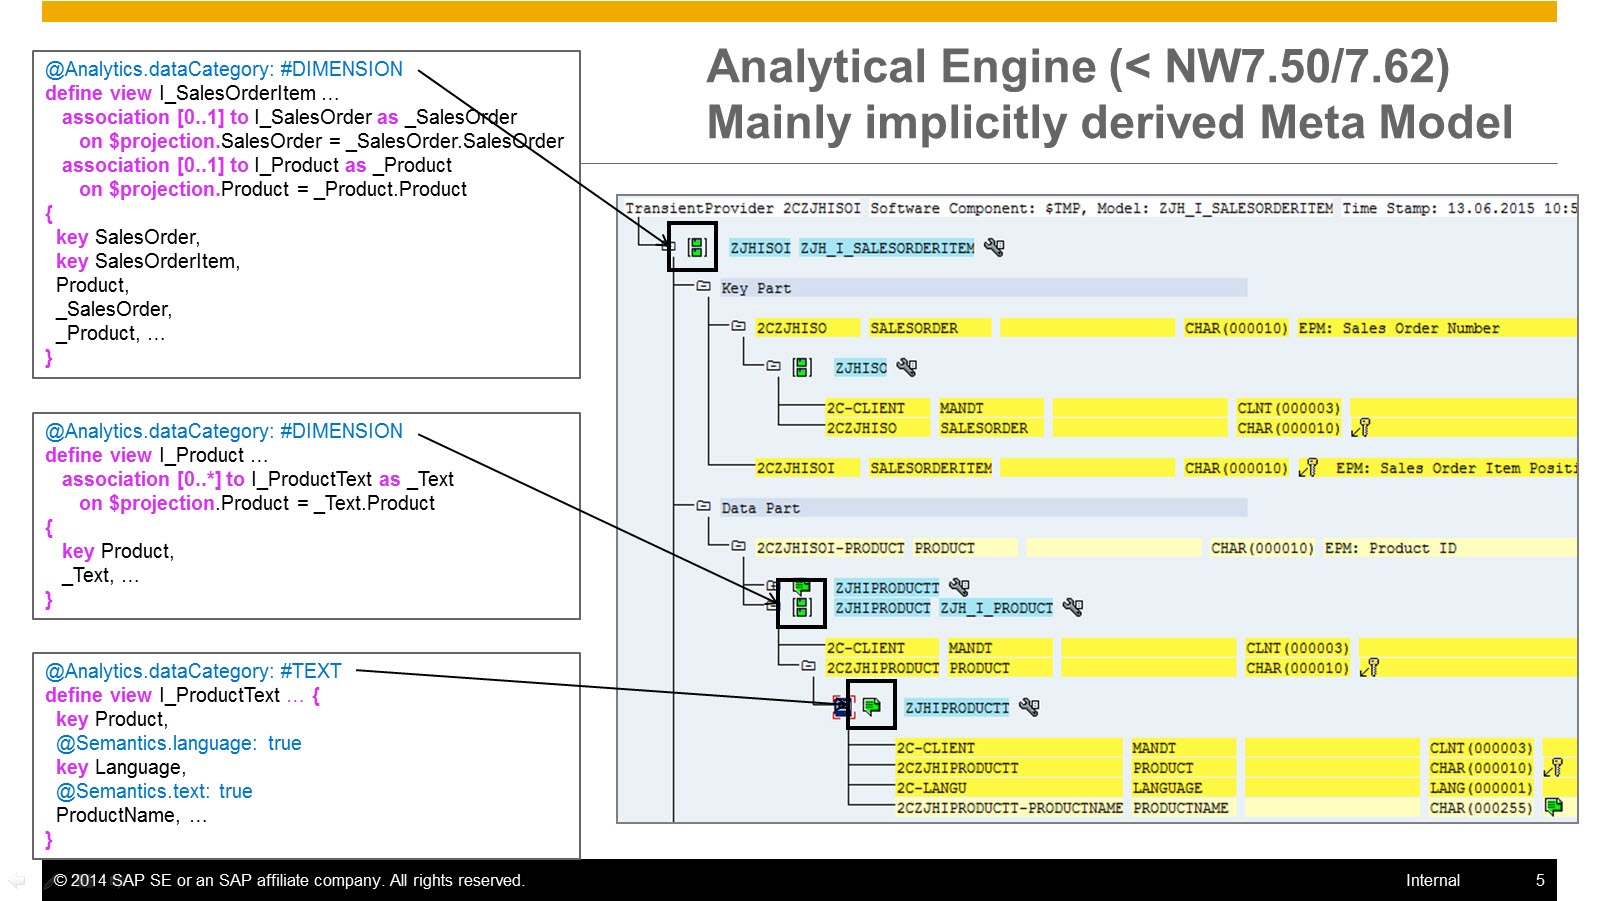 Analytical Engine (< NW7.50/7.62)
Mainly implicitly derived Meta Model
@Analytics.dataCategory: #DIMENSION
define view I_SalesOrderItem ...
association [0..1] to I_SalesOrder as _SalesOrder
on $projection.SalesOrder = _SalesOrder.SalesOrder
association [0..1] to I_Product as _Product
on $projection.Product = _Product.Product
{
key SalesOrder,
key SalesOrderItem,
Product,
_SalesOrder,
_Product, ...
}
@Analytics.dataCategory: #DIMENSION
define view I_Product ...
association [0..*] to I_ProductText as _Text
on $projection.Product = _Text.Product
{
key Product,
_Text, ...
}
@Analytics.dataCategory: #TEXT
define view I_ProductText ... {
key Product,
@Semantics.language: true
key Language,
@Semantics.text: true
ProductName, ...
}
TransientProvider 2CZJHISOI Software Component: $TMP, Model: ZJH_I_SALESORDERITEM Time Stamp: 13.06.2015 10:5
ZJHISOI ZJH_I_SALESORDERITEM
Key Part
2CZJHISO SALESORDER CHAR(000010) EPM: Sales Order Number
ZJHISO
2C-CLIENT MANDT CLNT(000003)
2CZJHISO SALESORDER CHAR(000010)
2CZJHISOI SALESORDERITEM CHAR(000010) EPM: Sales Order Item Positi
Data Part
2CZJHISOI-PRODUCT PRODUCT CHAR(000010) EPM: Product ID
ZJHIPRODUCTT
ZJHIPRODUCT ZJH_I_PRODUCT
2C-CLIENT MANDT CLNT(000003)
2CZJHIPRODUCT PRODUCT CHAR(000010)
ZJHIPRODUCTT
2C-CLIENT MANDT CLNT(000003)
2CZJHIPRODUCTT PRODUCT CHAR(000010)
2C-LANGU LANGUAGE LANG(000001)
2CZJHIPRODUCTT-PRODUCTNAME PRODUCTNAME CHAR(000255)
© 2014 SAP SE or an SAP affiliate company. All rights reserved. Internal 5